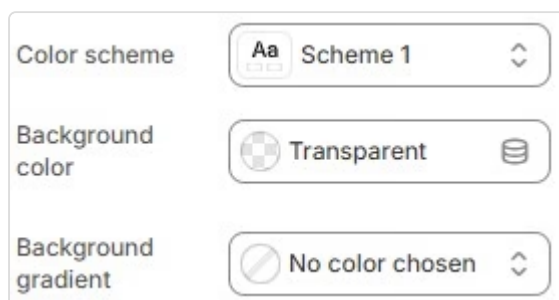 Color scheme
Aa Scheme 1
Background
color
Transparent
Background
gradient
No color chosen